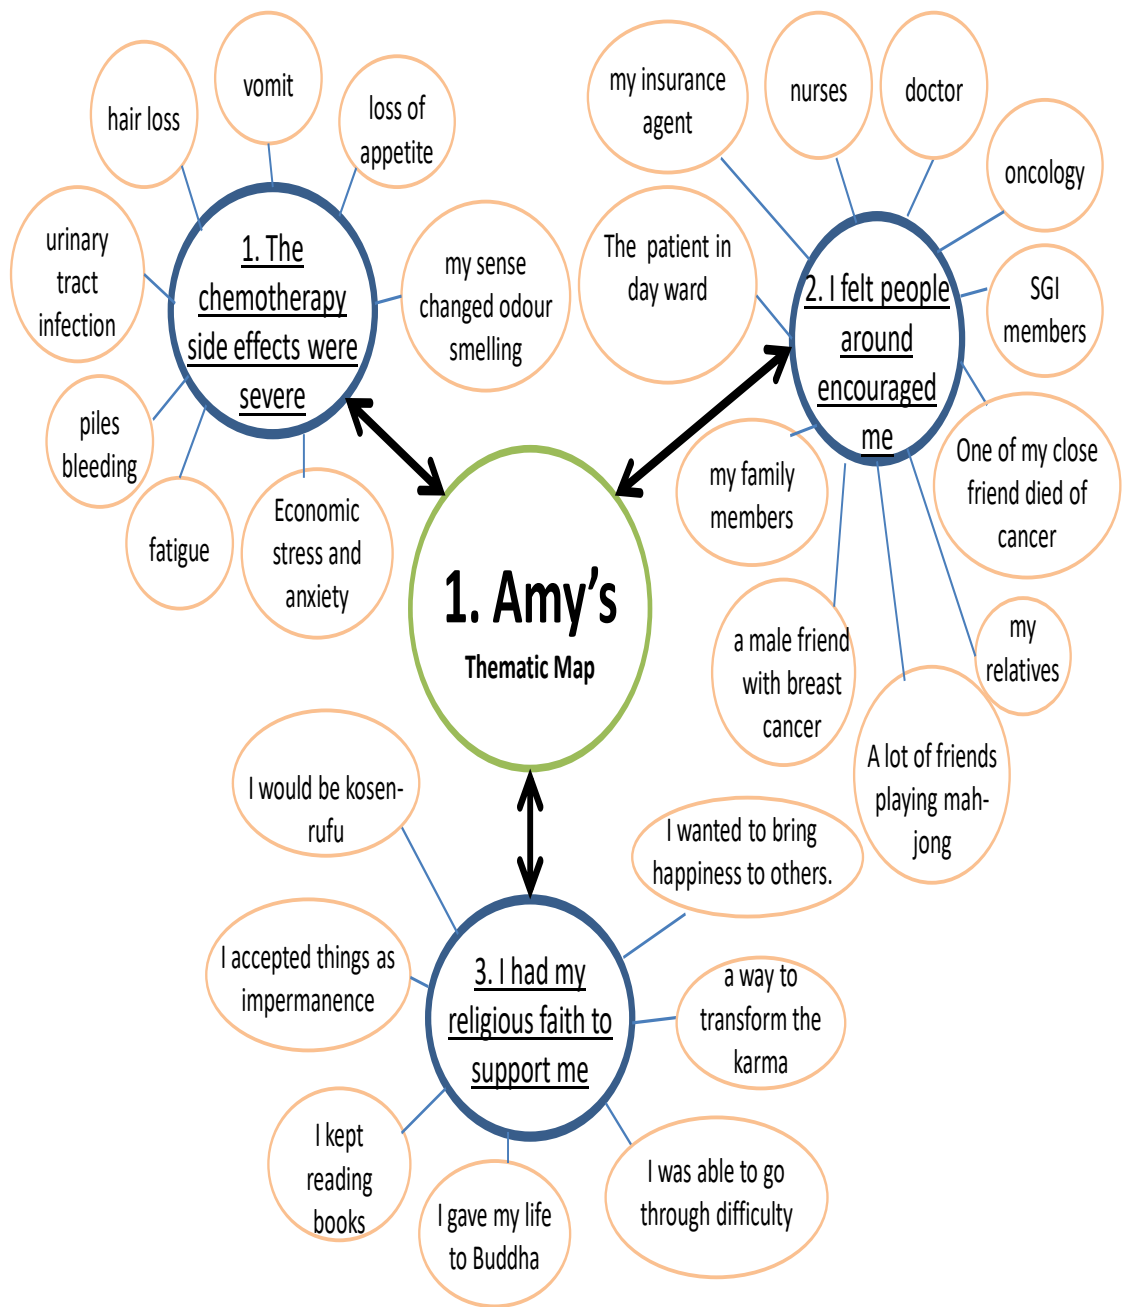 vomit
hair loss
loss of
appetite
urinary
tract
infection
1. The
chemotherapy
side effects were
severe
my sense
changed odour
smelling
piles
bleeding
fatigue
Economic
stress and
anxiety
my insurance
agent
nurses
doctor
oncology
The patient in
day ward
2. I felt people
around
encouraged
me
SGI
members
my family
members
One of my close
friend died of
cancer
a male friend
with breast
cancer
my
relatives
A lot of friends
playing mah-
jong
1. Amy’s
Thematic Map
I would be kosen-
rufu
I wanted to bring
happiness to others.
I accepted things as
impermanence
3. I had my
religious faith to
support me
a way to
transform the
karma
I kept
reading
books
I gave my life
to Buddha
I was able to go
through difficulty